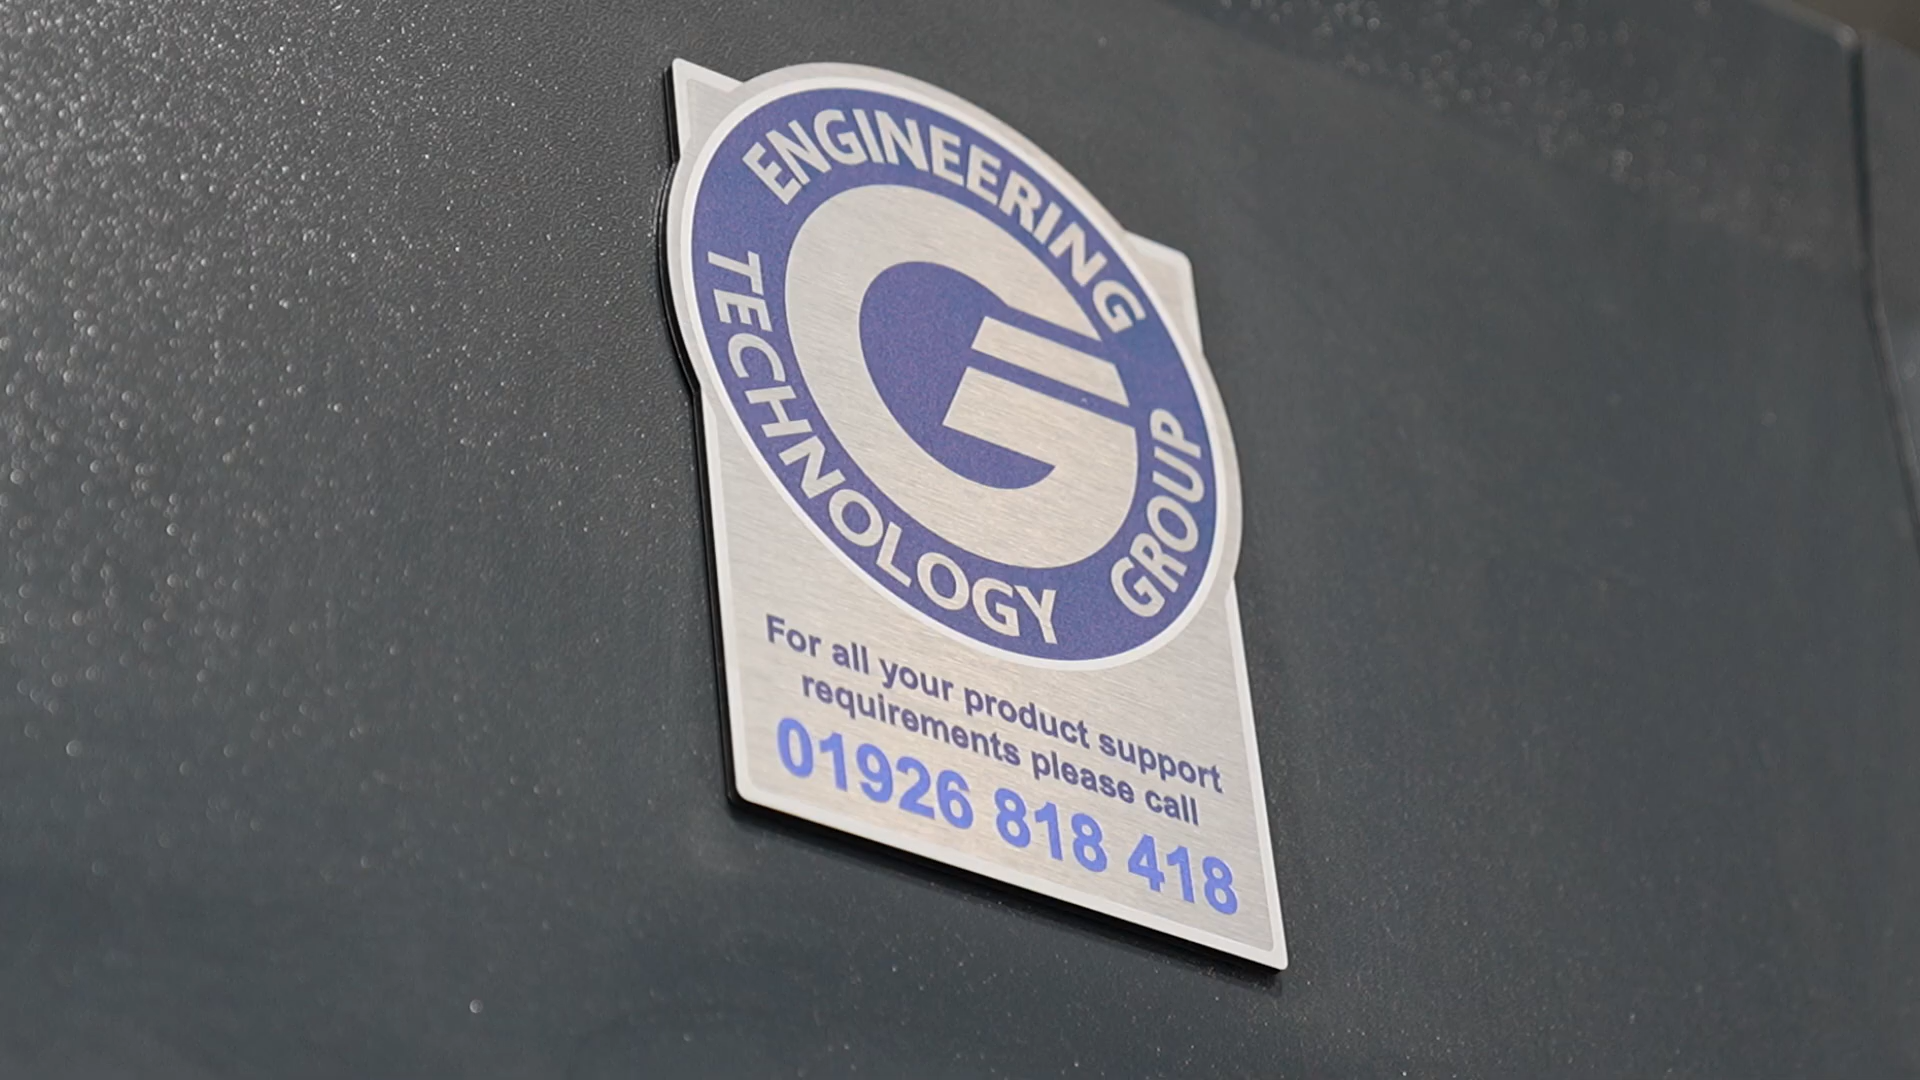 ENGINEERING
TECHNOLOGY
GROUP
For all your product support
requirements please call
01926 818 418